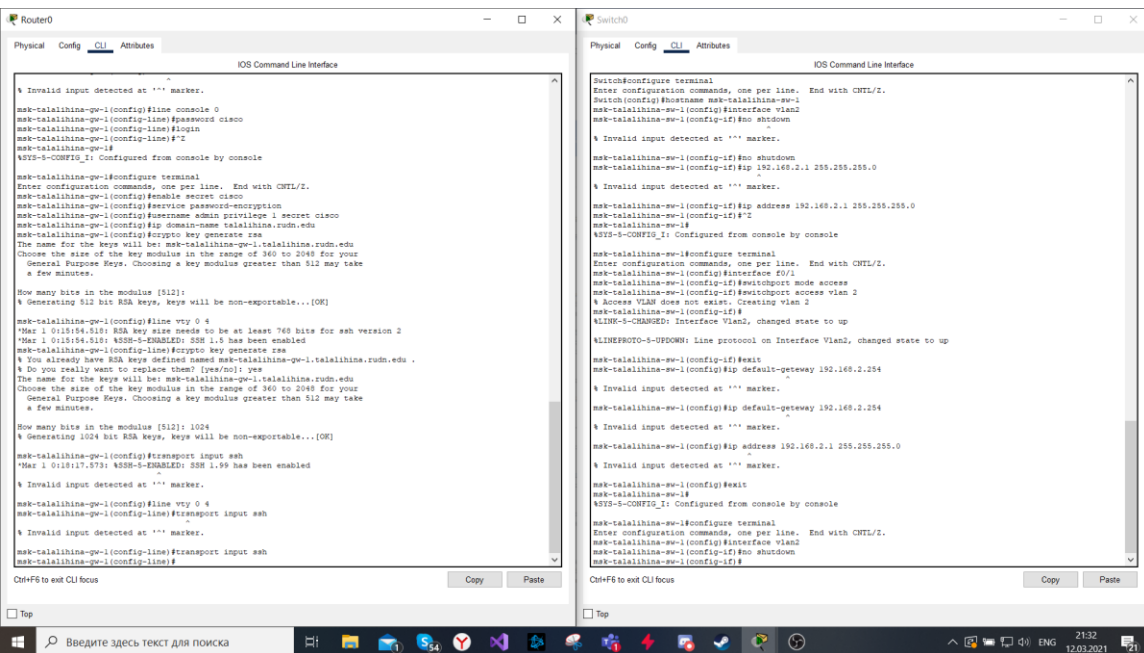 Router0
Physical Config CLI Attributes
IOS Command Line Interface
^
% Invalid input detected at '^' marker.
msk-talalihina-gw-1(config)#line console 0
msk-talalihina-gw-1(config-line)#password cisco
msk-talalihina-gw-1(config-line)#login
msk-talalihina-gw-1(config-line)#^Z
msk-talalihina-gw-1#
%SYS-5-CONFIG_I: Configured from console by console
msk-talalihina-gw-1#configure terminal
Enter configuration commands, one per line. End with CNTL/Z.
msk-talalihina-gw-1(config)#enable secret cisco
msk-talalihina-gw-1(config)#service password-encryption
msk-talalihina-gw-1(config)#username admin privilege 1 secret cisco
msk-talalihina-gw-1(config)#ip domain-name talalihina.rudn.edu
msk-talalihina-gw-1(config)#crypto key generate rsa
The name for the keys will be: msk-talalihina-gw-1.talalihina.rudn.edu
Choose the size of the key modulus in the range of 360 to 2048 for your
General Purpose Keys. Choosing a key modulus greater than 512 may take
a few minutes.
How many bits in the modulus [512]:
% Generating 512 bit RSA keys, keys will be non-exportable...[OK]
msk-talalihina-gw-1(config)#line vty 0 4
*Mar 1 0:15:54.518: RSA key size needs to be at least 768 bits for ssh version 2
*Mar 1 0:15:54.518: %SSH-5-ENABLED: SSH 1.5 has been enabled
msk-talalihina-gw-1(config-line)#crypto key generate rsa
% You already have RSA keys defined named msk-talalihina-gw-1.talalihina.rudn.edu .
% Do you really want to replace them? [yes/no]: yes
The name for the keys will be: msk-talalihina-gw-1.talalihina.rudn.edu
Choose the size of the key modulus in the range of 360 to 2048 for your
General Purpose Keys. Choosing a key modulus greater than 512 may take
a few minutes.
How many bits in the modulus [512]: 1024
% Generating 1024 bit RSA keys, keys will be non-exportable...[OK]
msk-talalihina-gw-1(config)#trsnsport input ssh
*Mar 1 0:18:17.573: %SSH-5-ENABLED: SSH 1.99 has been enabled
^
% Invalid input detected at '^' marker.
msk-talalihina-gw-1(config)#line vty 0 4
msk-talalihina-gw-1(config-line)#trsnsport input ssh
^
% Invalid input detected at '^' marker.
msk-talalihina-gw-1(config-line)#transport input ssh
msk-talalihina-gw-1(config-line)#
Ctrl+F6 to exit CLI focus
Copy Paste
Top
Switch0
Physical Config CLI Attributes
IOS Command Line Interface
Switch#configure terminal
Enter configuration commands, one per line. End with CNTL/Z.
Switch(config)#hostname msk-talalihina-sw-1
msk-talalihina-sw-1(config)#interface vlan2
msk-talalihina-sw-1(config-if)#no shtdown
^
% Invalid input detected at '^' marker.
msk-talalihina-sw-1(config-if)#no shutdown
msk-talalihina-sw-1(config-if)#ip 192.168.2.1 255.255.255.0
^
% Invalid input detected at '^' marker.
msk-talalihina-sw-1(config-if)#ip address 192.168.2.1 255.255.255.0
msk-talalihina-sw-1(config-if)#^Z
msk-talalihina-sw-1#
%SYS-5-CONFIG_I: Configured from console by console
msk-talalihina-sw-1#configure terminal
Enter configuration commands, one per line. End with CNTL/Z.
msk-talalihina-sw-1(config)#interface f0/1
msk-talalihina-sw-1(config-if)#switchport mode access
msk-talalihina-sw-1(config-if)#switchport access vlan 2
% Access VLAN does not exist. Creating vlan 2
msk-talalihina-sw-1(config-if)#
%LINK-5-CHANGED: Interface Vlan2, changed state to up
%LINEPROTO-5-UPDOWN: Line protocol on Interface Vlan2, changed state to up
msk-talalihina-sw-1(config-if)#exit
msk-talalihina-sw-1(config)#ip default-geteway 192.168.2.254
^
% Invalid input detected at '^' marker.
msk-talalihina-sw-1(config)#ip default-geteway 192.168.2.254
^
% Invalid input detected at '^' marker.
msk-talalihina-sw-1(config)#ip address 192.168.2.1 255.255.255.0
^
% Invalid input detected at '^' marker.
msk-talalihina-sw-1(config)#exit
msk-talalihina-sw-1#
%SYS-5-CONFIG_I: Configured from console by console
msk-talalihina-sw-1#configure terminal
Enter configuration commands, one per line. End with CNTL/Z.
msk-talalihina-sw-1(config)#interface vlan2
msk-talalihina-sw-1(config-if)#no shutdown
msk-talalihina-sw-1(config-if)#
Ctrl+F6 to exit CLI focus
Copy Paste
Top
Введите здесь текст для поиска
54
ENG
21:32
12.03.2021
21